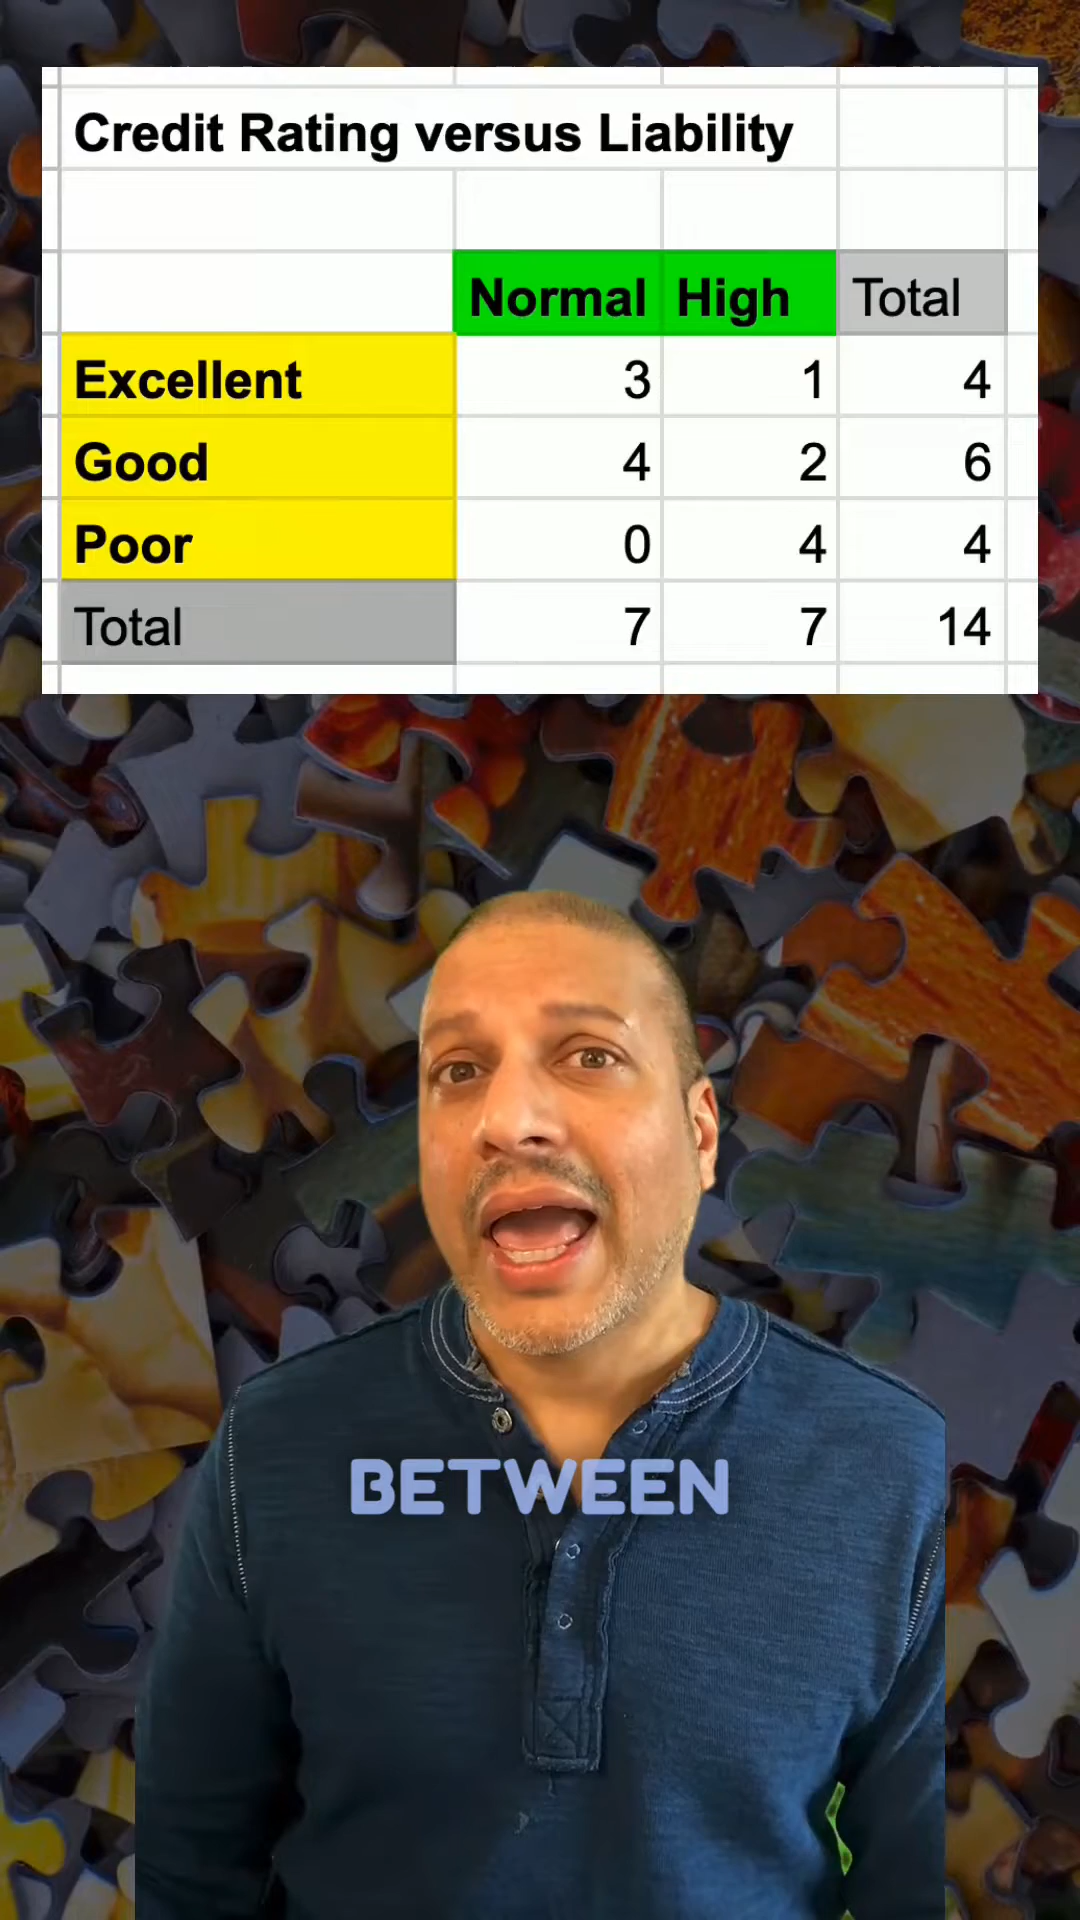 Credit Rating versus Liability
Normal High Total
Excellent 3 1 4
Good 4 2 6
Poor 0 4 4
Total 7 7 14
BETWEEN